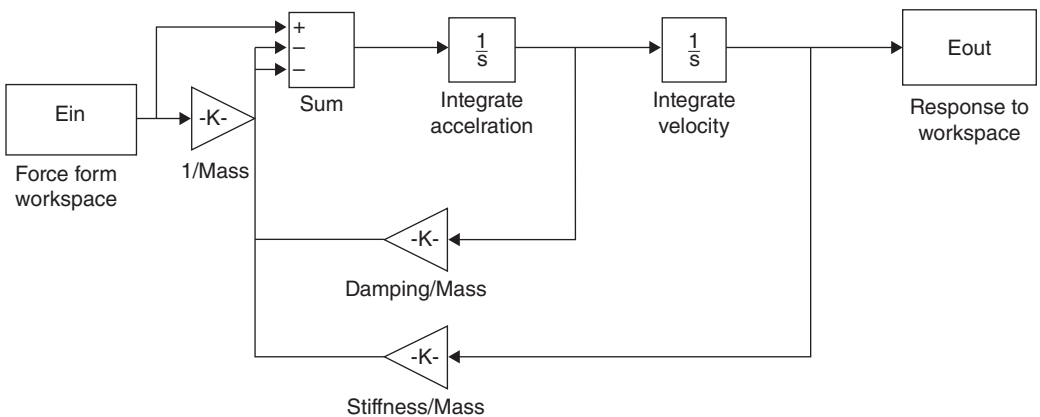 +
−
−
Sum
1
s
Integrate
accelration
1
s
Integrate
velocity
Eout
Response to
workspace
Ein
Force form
workspace
-K-
1/Mass
-K-
Damping/Mass
-K-
Stiffness/Mass